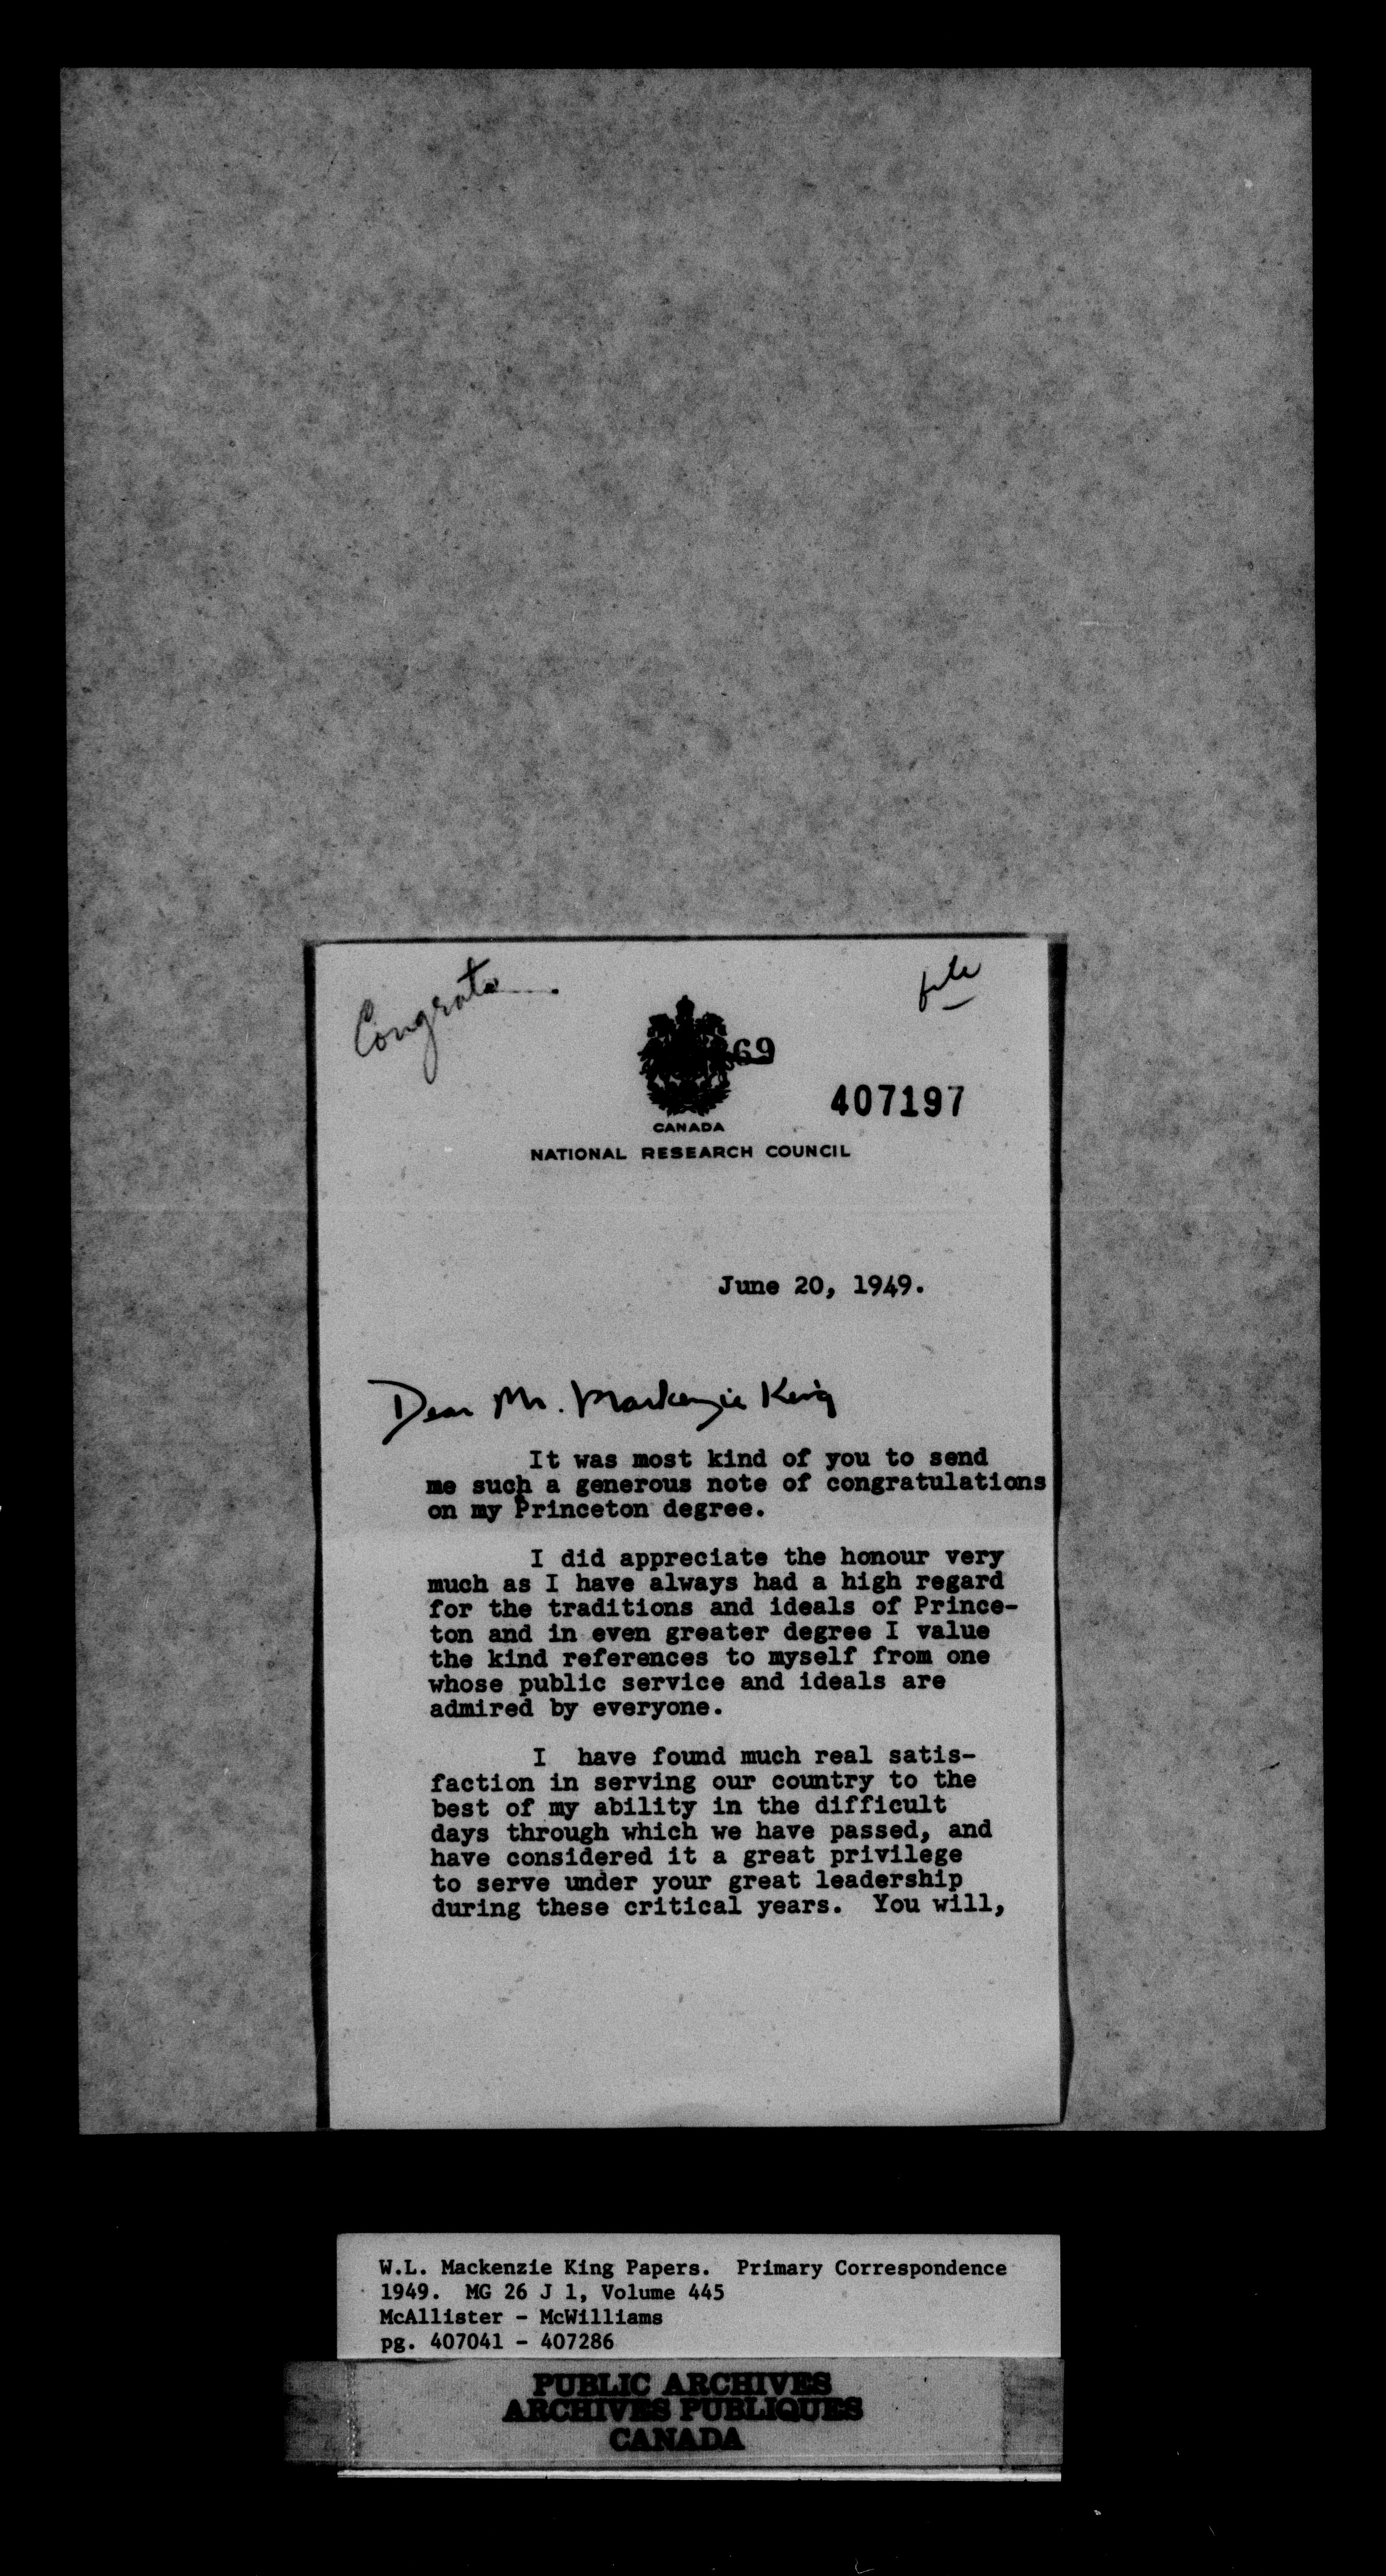 Congrats.
file
69
407197
CANADA
NATIONAL RESEARCH COUNCIL
June 20, 1949.
Dear Mr. Mackenzie King
It was most kind of you to send
me such a generous note of congratulations
on my Princeton degree.
I did appreciate the honour very
much as I have always had a high regard
for the traditions and ideals of Prince-
ton and in even greater degree I value
the kind references to myself from one
whose public service and ideals are
admired by everyone.
I have found much real satis-
faction in serving our country to the
best of my ability in the difficult
days through which we have passed, and
have considered it a great privilege
to serve under your great leadership
during these critical years. You will,
W.L. Mackenzie King Papers. Primary Correspondence
1949. MG 26 J 1, Volume 445
McAllister - McWilliams
pg. 407041 - 407286
PUBLIC ARCHIVES
ARCHIVES PUBLIQUES
CANADA